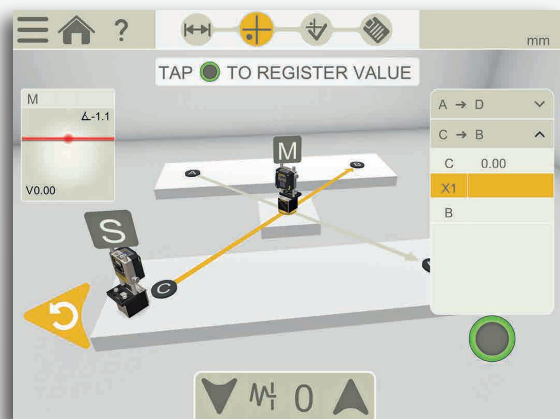 ?
mm
TAP TO REGISTER VALUE
M
∡-1.1
V0.00
A → D
C → B
C 0.00
X1
B
A
B
M
S
C
0